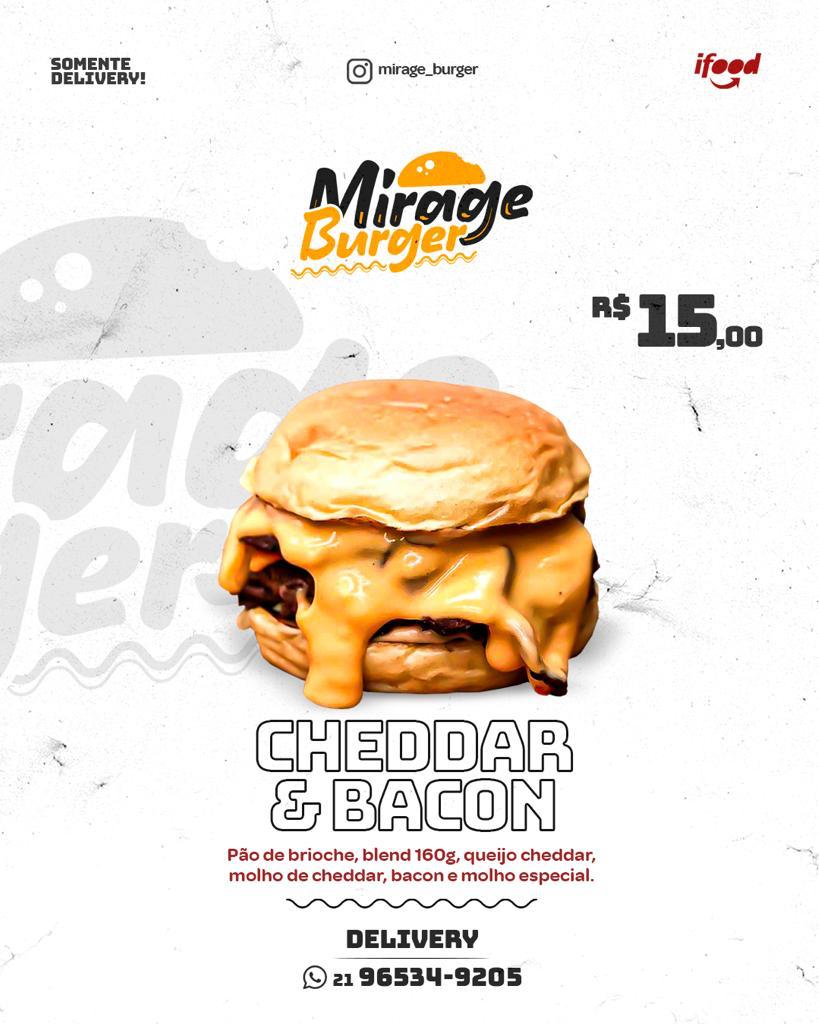 SOMENTE
DELIVERY!
mirage_burger
ifood
Mirage
Burger
R$ 15,00
CHEDDAR
& BACON
Pão de brioche, blend 160g, queijo cheddar,
molho de cheddar, bacon e molho especial.
DELIVERY
21 96534-9205